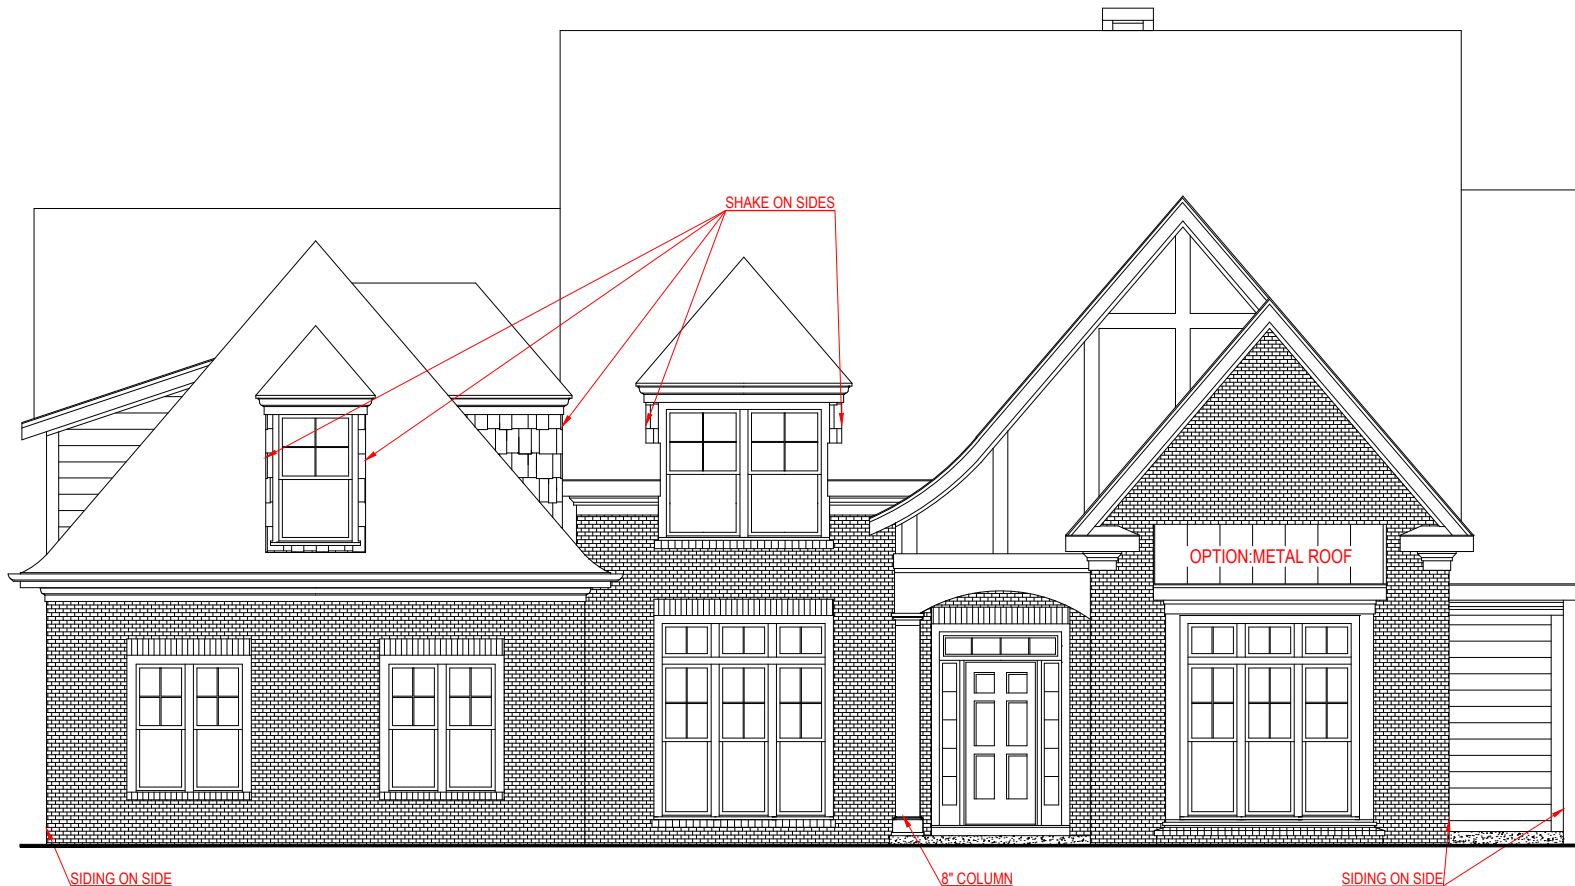 SHAKE ON SIDES
OPTION:METAL ROOF
SIDING ON SIDE
8" COLUMN
SIDING ON SIDE